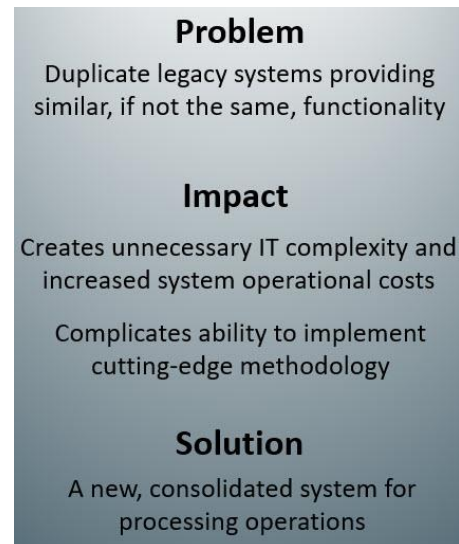 Problem
Duplicate legacy systems providing
similar, if not the same, functionality
Impact
Creates unnecessary IT complexity and
increased system operational costs
Complicates ability to implement
cutting-edge methodology
Solution
A new, consolidated system for
processing operations